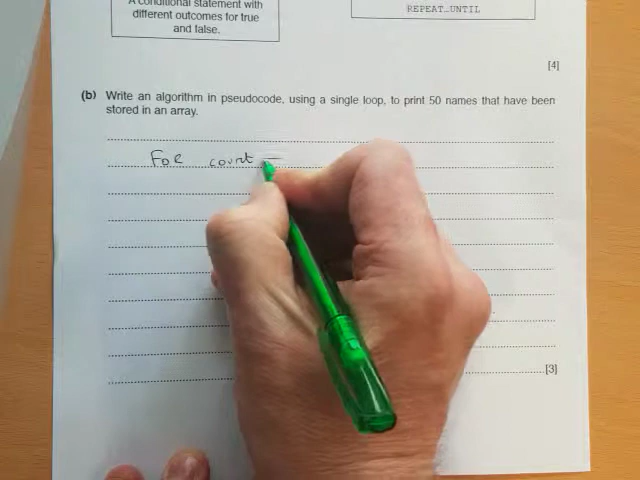 A conditional statement with
different outcomes for true
and false.
REPEAT…UNTIL
[4]
(b) Write an algorithm in pseudocode, using a single loop, to print 50 names that have been
stored in an array.
FOR count
[3]